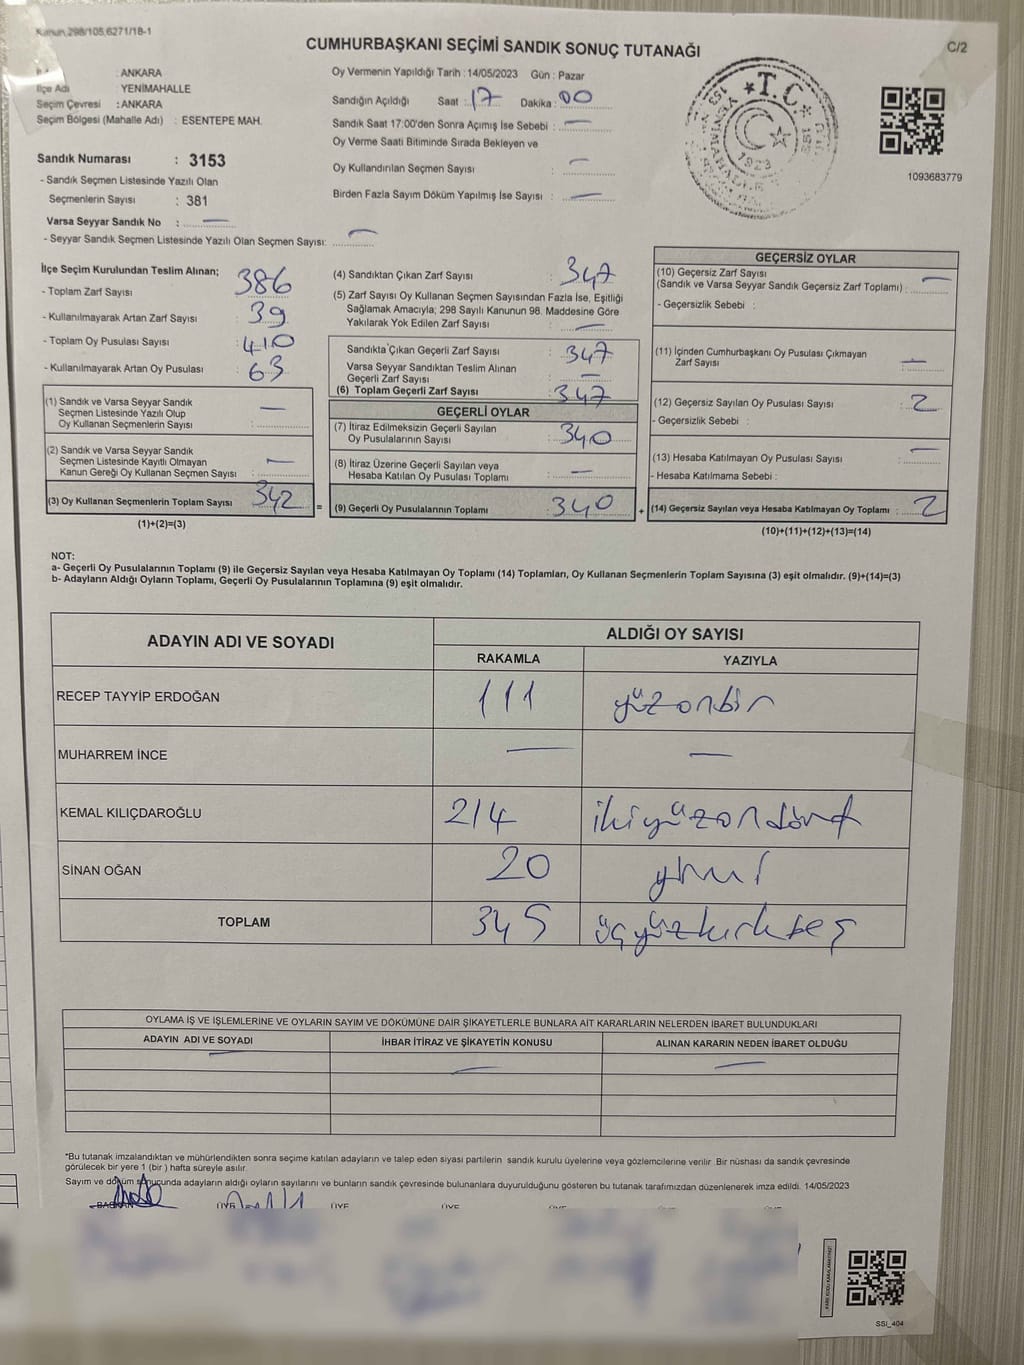 Kanun,298/105,6271/18-1
CUMHURBAŞKANI SEÇİMİ SANDIK SONUÇ TUTANAĞI
C/2
: ANKARA
İlçe Adı : YENİMAHALLE
Seçim Çevresi : ANKARA
Seçim Bölgesi (Mahalle Adı) : ESENTEPE MAH.
Oy Vermenin Yapıldığı Tarih : 14/05/2023 Gün : Pazar
Sandığın Açıldığı Saat : 17 Dakika : 00
Sandık Saat 17:00'den Sonra Açımış İse Sebebi : —
Oy Verme Saati Bitiminde Sırada Bekleyen ve
Oy Kullandırılan Seçmen Sayısı : —
Birden Fazla Sayım Döküm Yapılmış İse Sayısı : —
T.C.
1923
153
1093683779
Sandık Numarası : 3153
- Sandık Seçmen Listesinde Yazılı Olan
Seçmenlerin Sayısı : 381
Varsa Seyyar Sandık No : —
- Seyyar Sandık Seçmen Listesinde Yazılı Olan Seçmen Sayısı: —
İlçe Seçim Kurulundan Teslim Alınan;
- Toplam Zarf Sayısı : 386
- Kullanılmayarak Artan Zarf Sayısı : 39
- Toplam Oy Pusulası Sayısı : 410
- Kullanılmayarak Artan Oy Pusulası : 63
(1) Sandık ve Varsa Seyyar Sandık
Seçmen Listesinde Yazılı Olup
Oy Kullanan Seçmenlerin Sayısı : —
(2) Sandık ve Varsa Seyyar Sandık
Seçmen Listesinde Kayıtlı Olmayan
Kanun Gereği Oy Kullanan Seçmen Sayısı : —
(3) Oy Kullanan Seçmenlerin Toplam Sayısı 342
(1)+(2)=(3)
(4) Sandıktan Çıkan Zarf Sayısı : 347
(5) Zarf Sayısı Oy Kullanan Seçmen Sayısından Fazla İse, Eşitliği
Sağlamak Amacıyla; 298 Sayılı Kanunun 98. Maddesine Göre
Yakılarak Yok Edilen Zarf Sayısı : —
Sandıkta Çıkan Geçerli Zarf Sayısı : 347
Varsa Seyyar Sandıktan Teslim Alınan
Geçerli Zarf Sayısı : —
(6) Toplam Geçerli Zarf Sayısı : 347
GEÇERLİ OYLAR
(7) İtiraz Edilmeksizin Geçerli Sayılan
Oy Pusulalarının Sayısı : 340
(8) İtiraz Üzerine Geçerli Sayılan veya
Hesaba Katılan Oy Pusulası Toplamı : —
= (9) Geçerli Oy Pusulalarının Toplamı : 340
GEÇERSİZ OYLAR
(10) Geçersiz Zarf Sayısı
(Sandık ve Varsa Seyyar Sandık Geçersiz Zarf Toplamı) : —
- Geçersizlik Sebebi :
(11) İçinden Cumhurbaşkanı Oy Pusulası Çıkmayan
Zarf Sayısı : —
(12) Geçersiz Sayılan Oy Pusulası Sayısı : 2
- Geçersizlik Sebebi :
(13) Hesaba Katılmayan Oy Pusulası Sayısı : —
- Hesaba Katılmama Sebebi :
+ (14) Geçersiz Sayılan veya Hesaba Katılmayan Oy Toplamı : 2
(10)+(11)+(12)+(13)=(14)
NOT:
a- Geçerli Oy Pusulalarının Toplamı (9) ile Geçersiz Sayılan veya Hesaba Katılmayan Oy Toplamı (14) Toplamları, Oy Kullanan Seçmenlerin Toplam Sayısına (3) eşit olmalıdır. (9)+(14)=(3)
b- Adayların Aldığı Oyların Toplamı, Geçerli Oy Pusulalarının Toplamına (9) eşit olmalıdır.
ADAYIN ADI VE SOYADI
ALDIĞI OY SAYISI
RAKAMLA YAZIYLA
RECEP TAYYİP ERDOĞAN 111 yüzonbir
MUHARREM İNCE — —
KEMAL KILIÇDAROĞLU 214 ikiyüzondört
SİNAN OĞAN 20 yirmi
TOPLAM 345 üçyüzkırkbeş
OYLAMA İŞ VE İŞLEMLERİNE VE OYLARIN SAYIM VE DÖKÜMÜNE DAİR ŞİKAYETLERLE BUNLARA AİT KARARLARIN NELERDEN İBARET BULUNDUKLARI
ADAYIN ADI VE SOYADI İHBAR İTİRAZ VE ŞİKAYETİN KONUSU ALINAN KARARIN NEDEN İBARET OLDUĞU
— — —
*Bu tutanak imzalandıktan ve mühürlendikten sonra seçime katılan adayların ve talep eden siyasi partilerin sandık kurulu üyelerine veya gözlemcilerine verilir. Bir nüshası da sandık çevresinde
görülecek bir yere 1 (bir) hafta süreyle asılır.
Sayım ve döküm sonucunda adayların aldığı oyların sayılarını ve bunların sandık çevresinde bulunanlara duyurulduğunu gösteren bu tutanak tarafımızdan düzenlenerek imza edildi. 14/05/2023
BAŞKAN ÜYE ÜYE ÜYE ÜYE ÜYE
SSİ_404